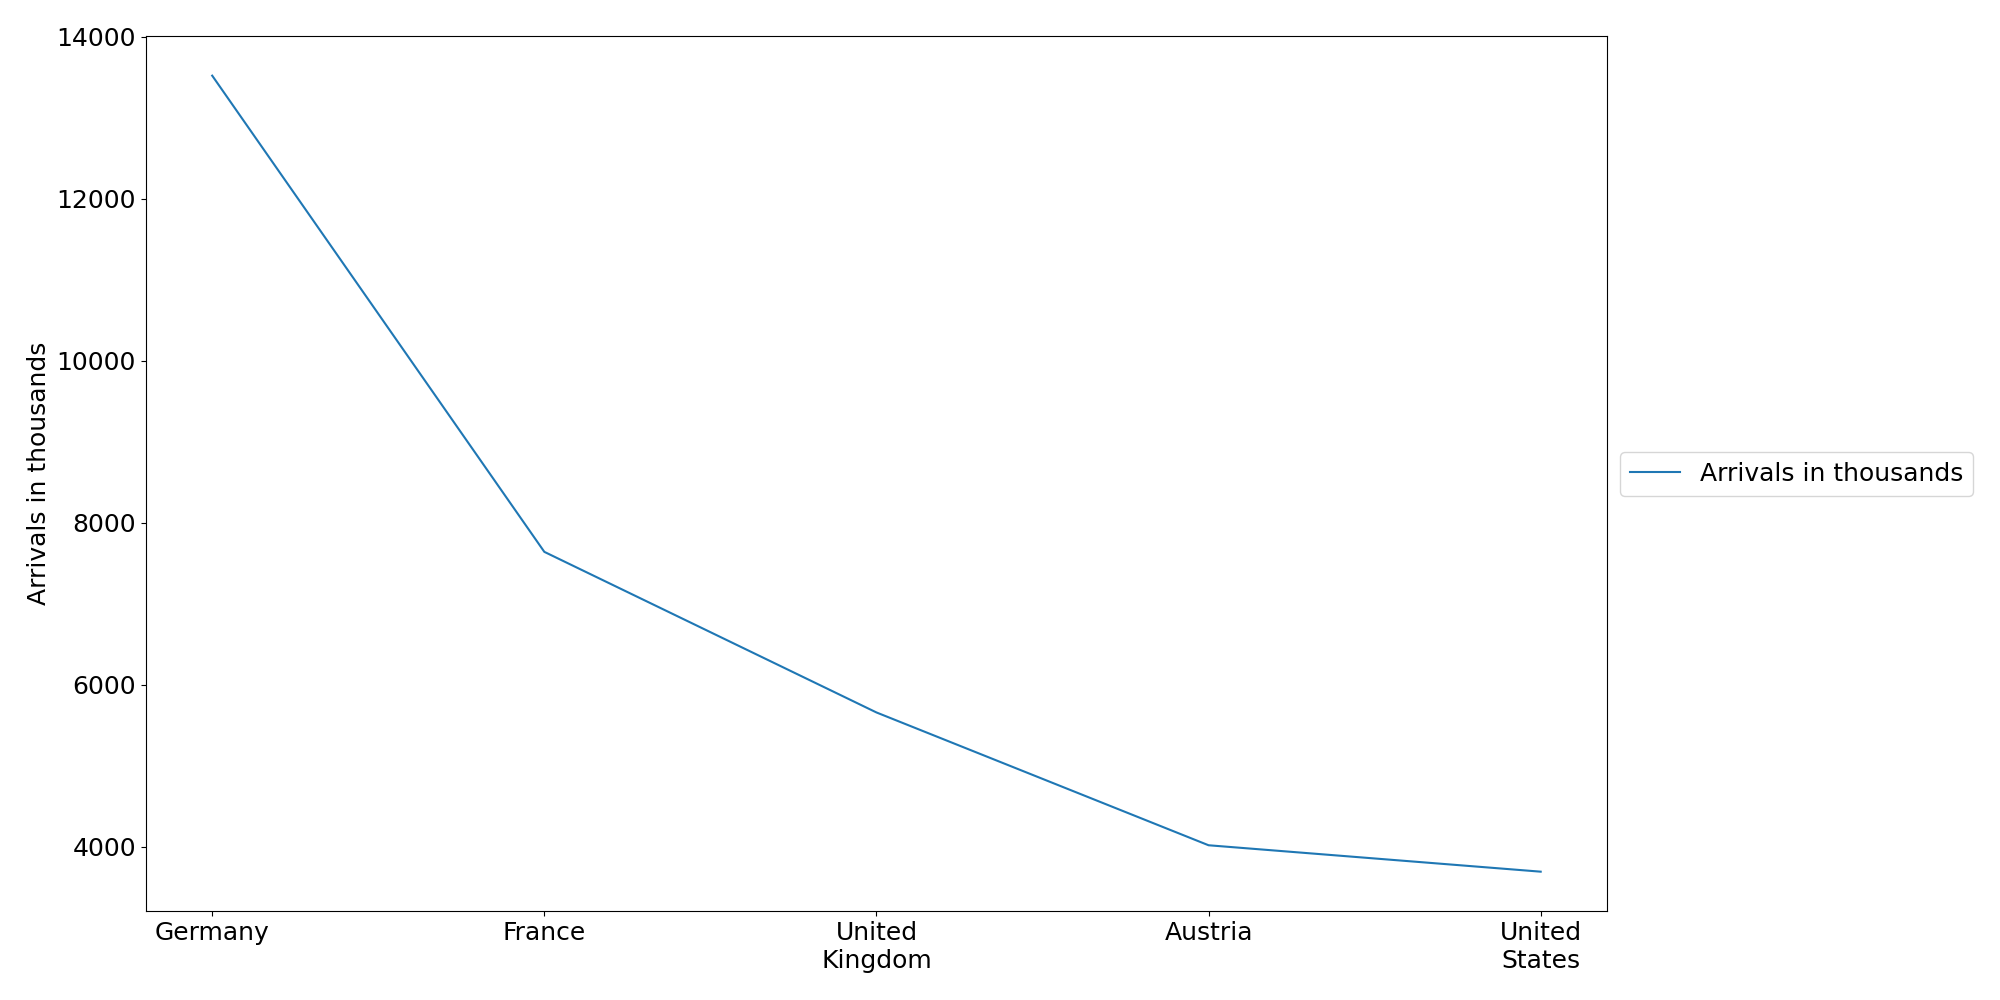 14000
12000
10000
8000
6000
4000
Arrivals in thousands
Germany
France
United
Kingdom
Austria
United
States
Arrivals in thousands